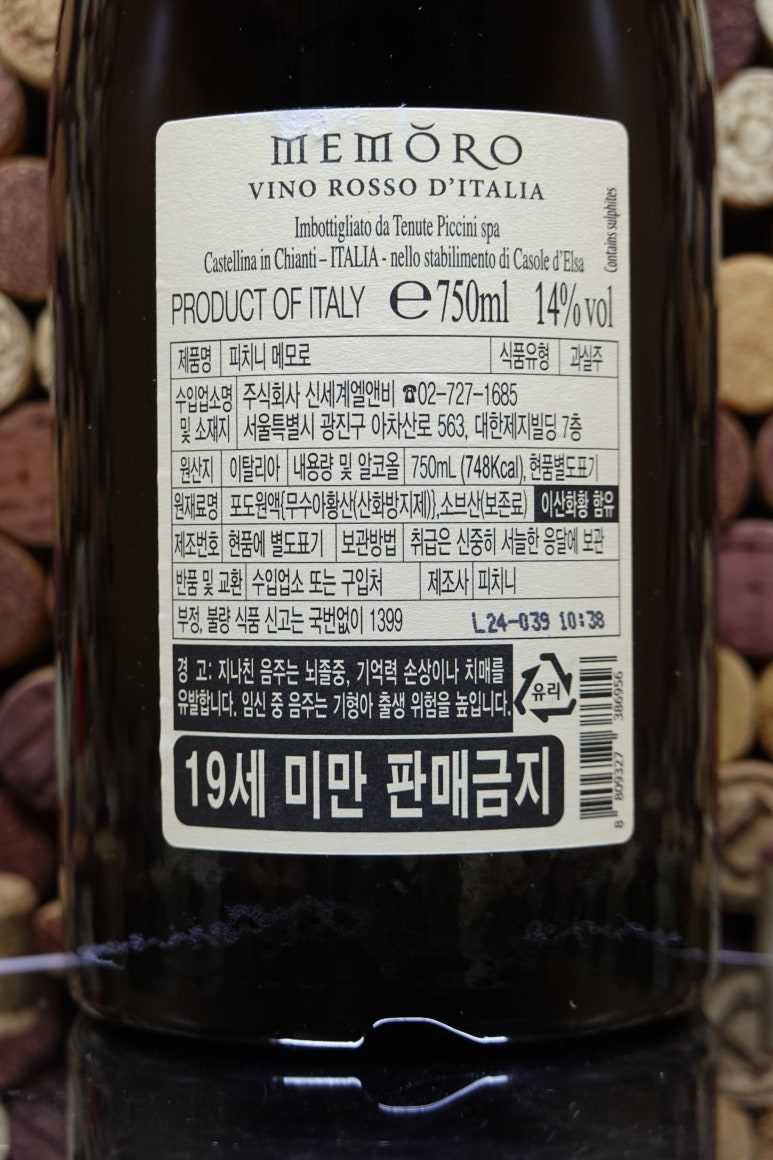 MEMŎRO
VINO ROSSO D'ITALIA
Imbottigliato da Tenute Piccini spa
Castellina in Chianti – ITALIA - nello stabilimento di Casole d'Elsa
Contains sulphites
PRODUCT OF ITALY ℮750ml 14% vol
제품명 피치니 메모로 식품유형 과실주
수입업소명 주식회사 신세계엘앤비 ☎02-727-1685
및 소재지 서울특별시 광진구 아차산로 563, 대한제지빌딩 7층
원산지 이탈리아 내용량 및 알코올 750mL (748Kcal), 현품별도표기
원재료명 포도원액{무수아황산(산화방지제)},소브산(보존료) 이산화황 함유
제조번호 현품에 별도표기 보관방법 취급은 신중히 서늘한 응달에 보관
반품 및 교환 수입업소 또는 구입처 제조사 피치니
부정, 불량 식품 신고는 국번없이 1399 L24-039 10:38
경 고: 지나친 음주는 뇌졸중, 기억력 손상이나 치매를
유발합니다. 임신 중 음주는 기형아 출생 위험을 높입니다.
유리
19세 미만 판매금지
8 809327 386956